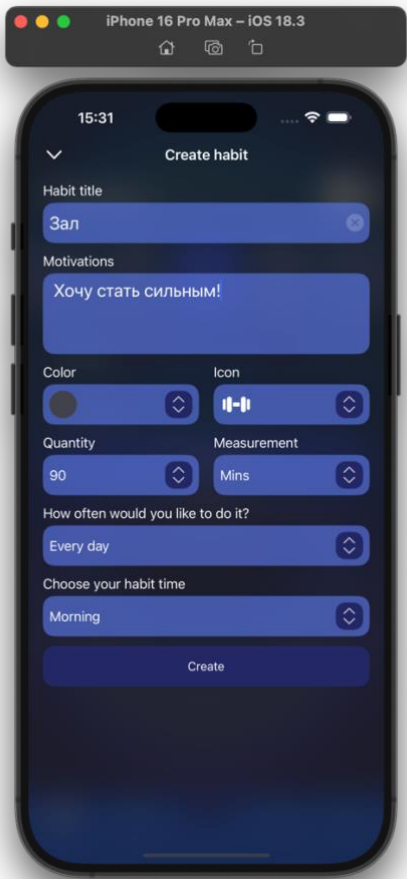 iPhone 16 Pro Max – iOS 18.3
15:31
Create habit
Habit title
Зал
Motivations
Хочу стать сильным!
Color Icon
Quantity Measurement
90 Mins
How often would you like to do it?
Every day
Choose your habit time
Morning
Create